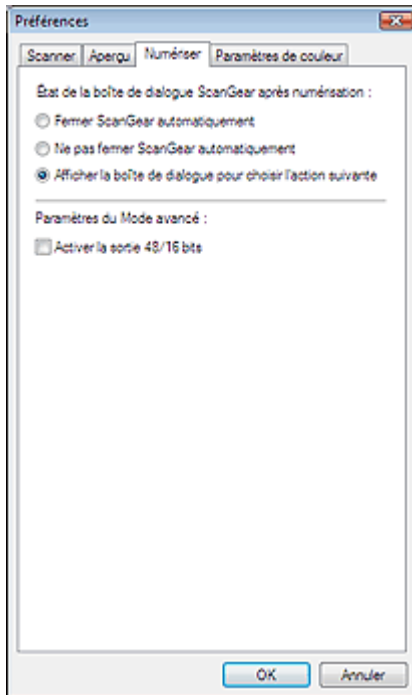 Préférences
Scanner Aperçu Numériser Paramètres de couleur
État de la boîte de dialogue ScanGear après numérisation :
Fermer ScanGear automatiquement
Ne pas fermer ScanGear automatiquement
Afficher la boîte de dialogue pour choisir l'action suivante
Paramètres du Mode avancé :
Activer la sortie 48/16 bits
OK Annuler